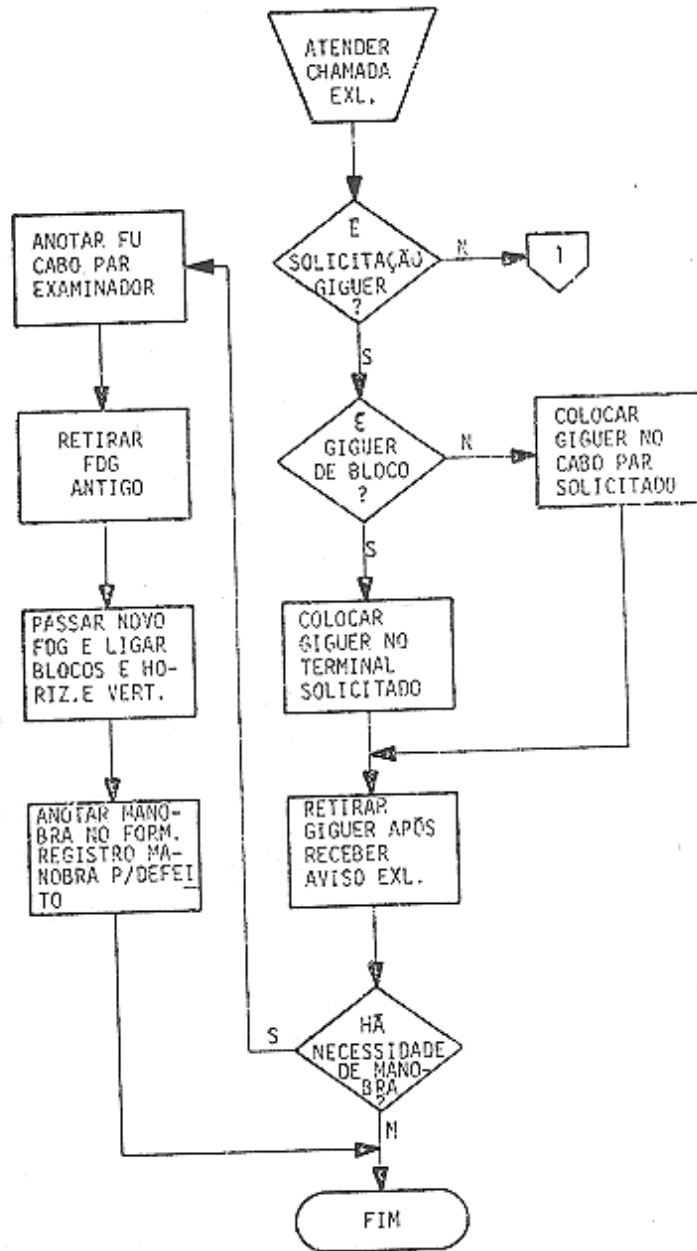 ATENDER
CHAMADA
EXL.
É
SOLICITAÇÃO
GIGUER
?
N
1
S
É
GIGUER
DE BLOCO
?
N
COLOCAR
GIGUER NO
CABO PAR
SOLICITADO
S
COLOCAR
GIGUER NO
TERMINAL
SOLICITADO
RETIRAR
GIGUER APÓS
RECEBER
AVISO EXL.
HÁ
NECESSIDADE
DE MANO-
BRA
?
S
N
ANOTAR FU
CABO PAR
EXAMINADOR
RETIRAR
FDG
ANTIGO
PASSAR NOVO
FDG E LIGAR
BLOCOS E HO-
RIZ.E VERT.
ANOTAR MANO-
BRA NO FORM.
REGISTRO MA-
NOBRA P/DEFEI
TO
FIM